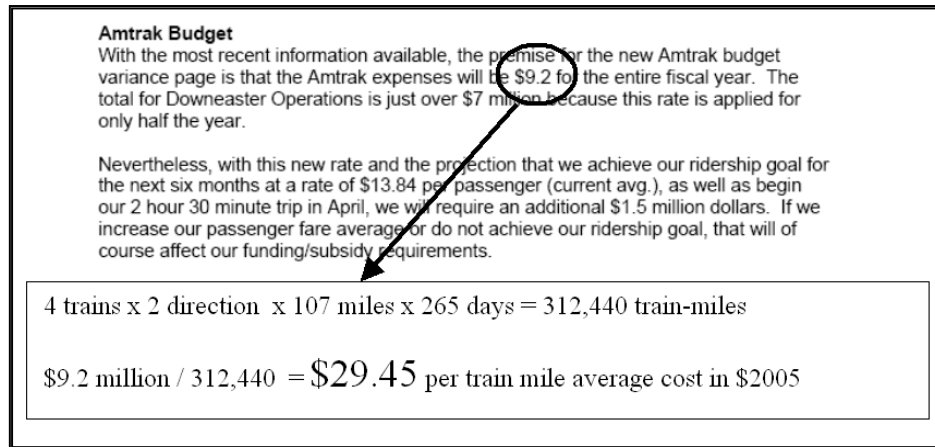 Amtrak Budget
With the most recent information available, the premise for the new Amtrak budget
variance page is that the Amtrak expenses will be $9.2 for the entire fiscal year.  The
total for Downeaster Operations is just over $7 million because this rate is applied for
only half the year.
Nevertheless, with this new rate and the projection that we achieve our ridership goal for
the next six months at a rate of $13.84 per passenger (current avg.), as well as begin
our 2 hour 30 minute trip in April, we will require an additional $1.5 million dollars.  If we
increase our passenger fare average or do not achieve our ridership goal, that will of
course affect our funding/subsidy requirements.
4 trains x 2 direction  x 107 miles x 265 days = 312,440 train-miles
$9.2 million / 312,440  = $29.45 per train mile average cost in $2005